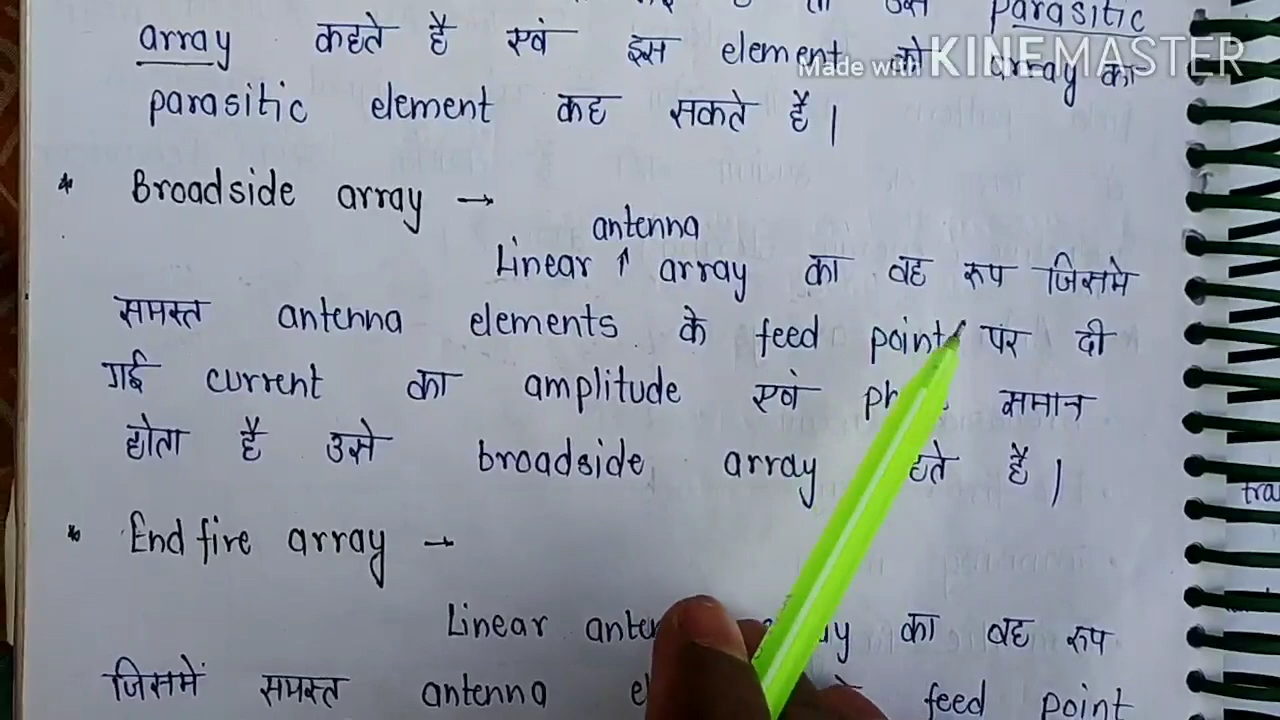 उसे parasitic
array कहते है एवं इस element को array का
Made with KINEMASTER
parasitic element कह सकते है।
* Broadside array →
antenna
Linear ↑ array का वह रूप जिसमे
समस्त antenna elements के feed point पर दी
गई current का amplitude एवं समान
होता है उसे broadside array है।
* End fire array →
Linear का वह रूप
जिसमें समस्त antenna feed point